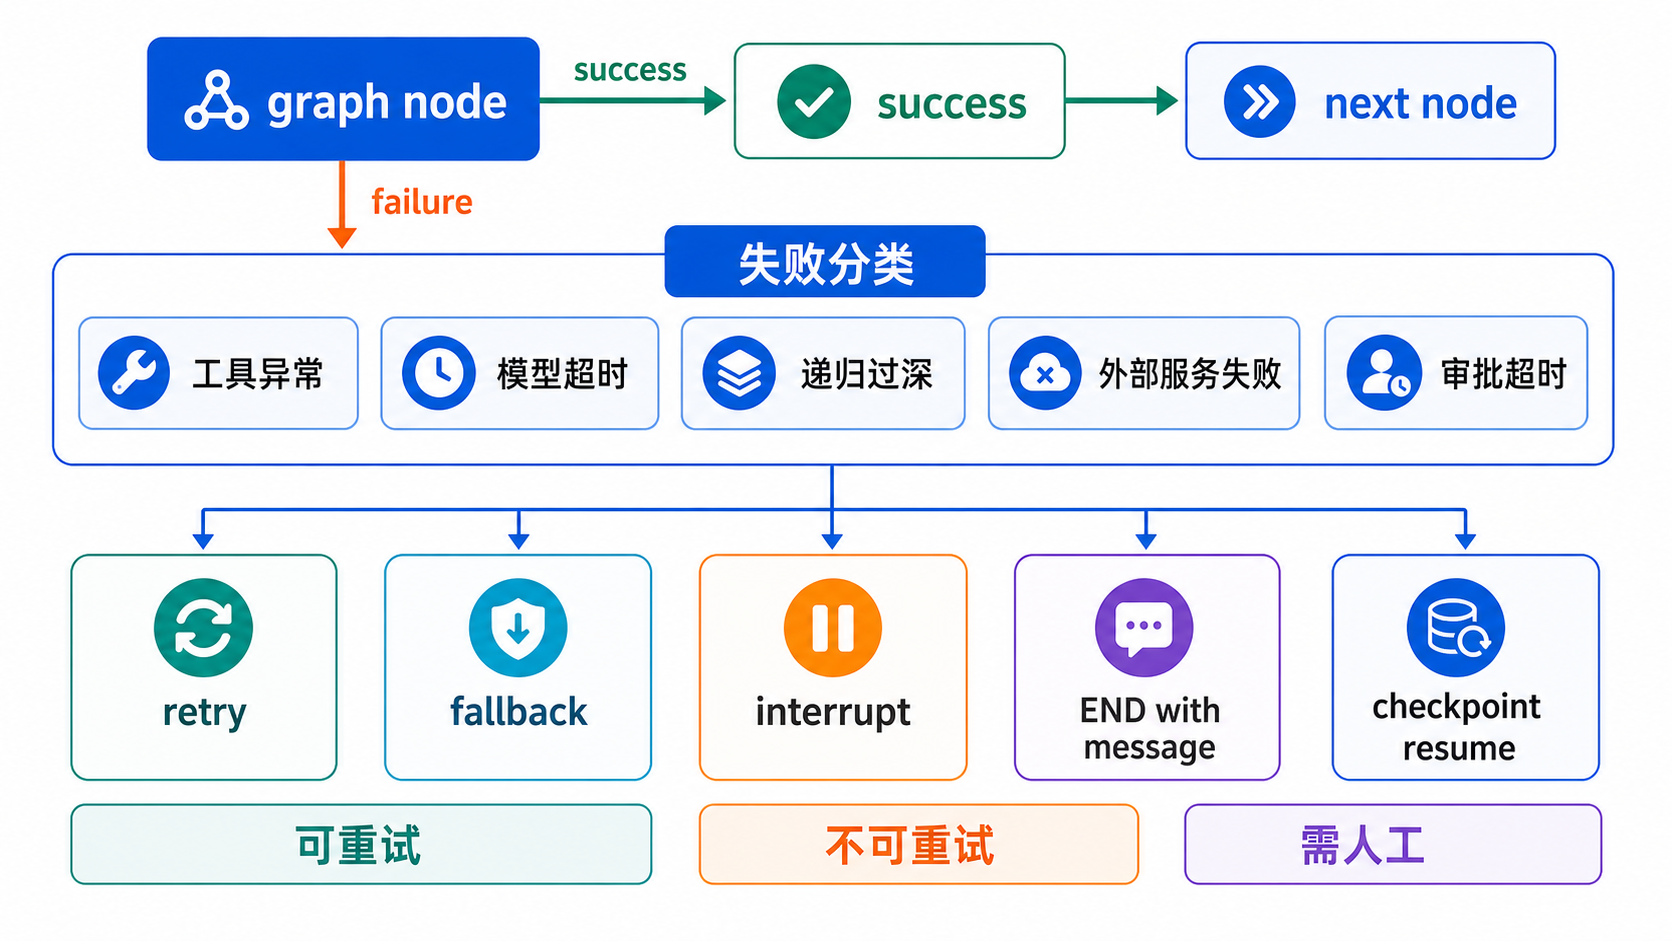 graph node
success
success
next node
failure
失败分类
工具异常
模型超时
递归过深
外部服务失败
审批超时
retry
fallback
interrupt
END with
message
checkpoint
resume
可重试
不可重试
需人工